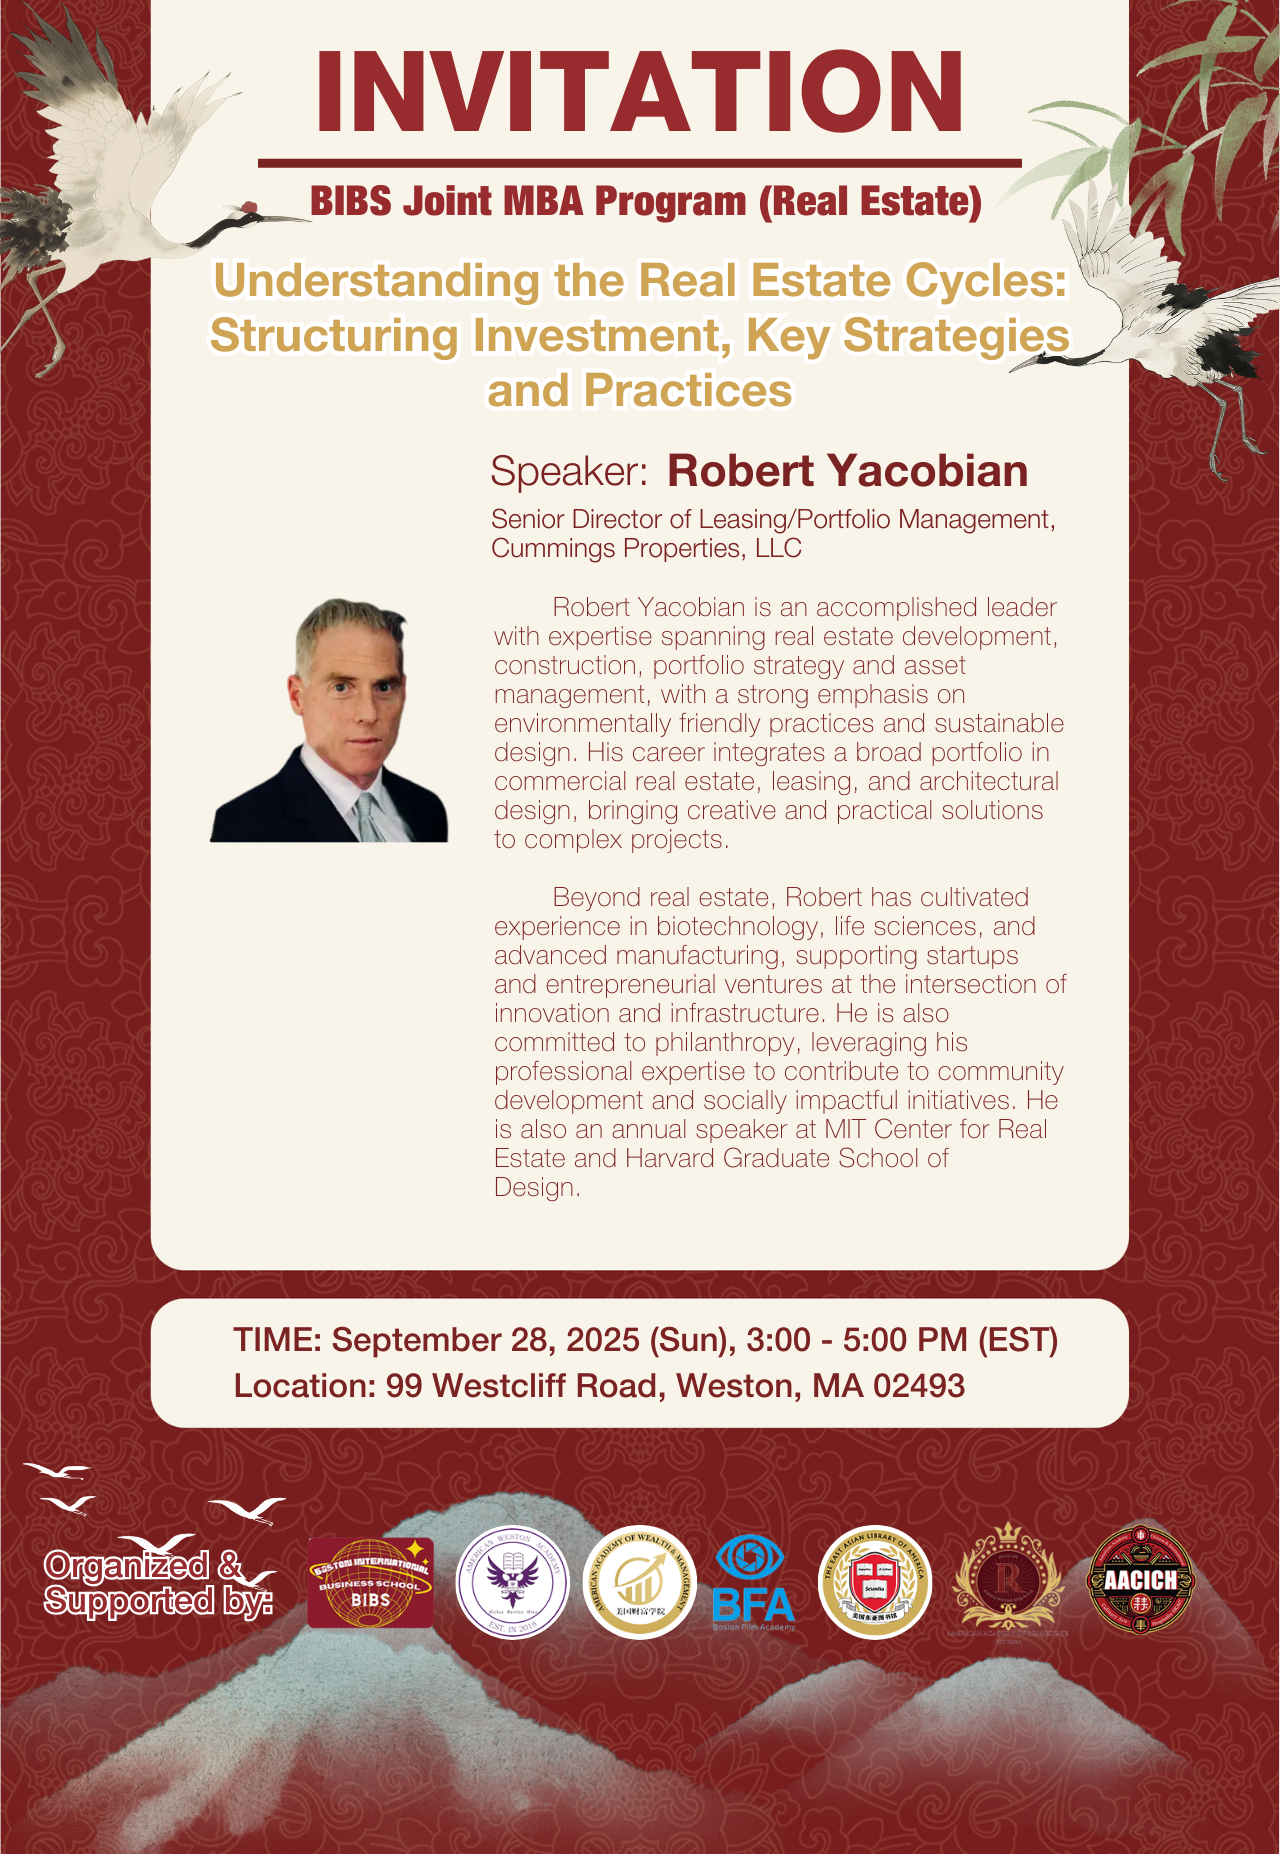 INVITATION
BIBS Joint MBA Program (Real Estate)
Understanding the Real Estate Cycles:
Structuring Investment, Key Strategies
and Practices
Speaker: Robert Yacobian
Senior Director of Leasing/Portfolio Management,
Cummings Properties, LLC
Robert Yacobian is an accomplished leader
with expertise spanning real estate development,
construction, portfolio strategy and asset
management, with a strong emphasis on
environmentally friendly practices and sustainable
design. His career integrates a broad portfolio in
commercial real estate, leasing, and architectural
design, bringing creative and practical solutions
to complex projects.
Beyond real estate, Robert has cultivated
experience in biotechnology, life sciences, and
advanced manufacturing, supporting startups
and entrepreneurial ventures at the intersection of
innovation and infrastructure. He is also
committed to philanthropy, leveraging his
professional expertise to contribute to community
development and socially impactful initiatives. He
is also an annual speaker at MIT Center for Real
Estate and Harvard Graduate School of
Design.
TIME: September 28, 2025 (Sun), 3:00 - 5:00 PM (EST)
Location: 99 Westcliff Road, Weston, MA 02493
Organized &
Supported by:
BOSTON INTERNATIONAL
BUSINESS SCHOOL
BIBS
AMERICAN WESTON ACADEMY
EST. IN 2018
AMERICAN ACADEMY OF WEALTH & MANAGEMENT
美国财富学院
BFA
Boston Film Academy
THE EAST ASIAN LIBRARY OF AMERICA
Scientia
美国东亚图书馆
R
AMERICAN ACADEMY OF REAL ESTATE
AACICH